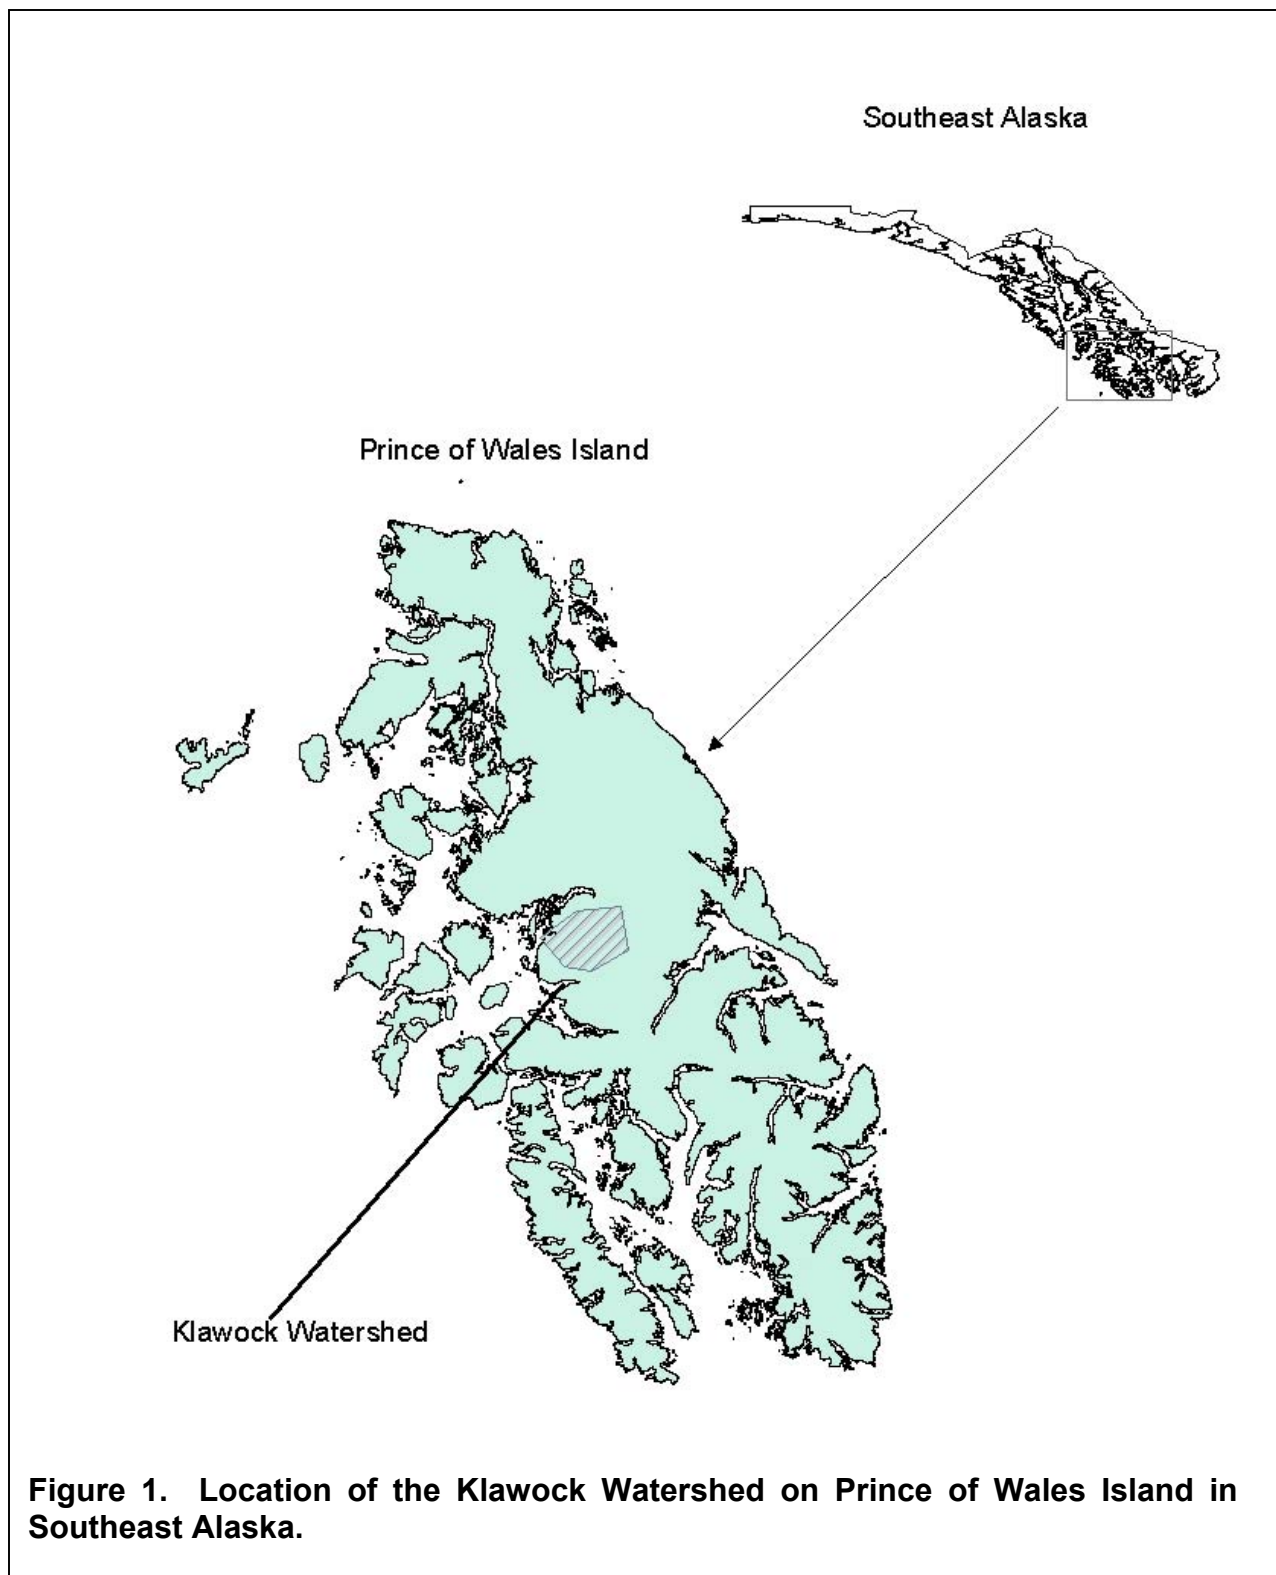 Southeast Alaska
Prince of Wales Island
Klawock Watershed
Figure 1. Location of the Klawock Watershed on Prince of Wales Island in
Southeast Alaska.